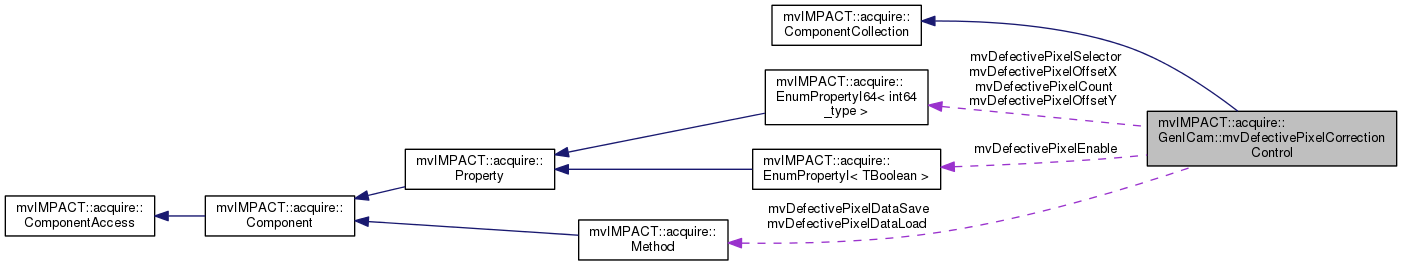 mvIMPACT::acquire::
ComponentCollection
mvDefectivePixelSelector
mvDefectivePixelOffsetX
mvDefectivePixelCount
mvDefectivePixelOffsetY
mvIMPACT::acquire::
EnumPropertyI64< int64
_type >
mvIMPACT::acquire::
GenICam::mvDefectivePixelCorrection
Control
mvDefectivePixelEnable
mvIMPACT::acquire::
EnumPropertyI< TBoolean >
mvIMPACT::acquire::
Property
mvIMPACT::acquire::
ComponentAccess
mvIMPACT::acquire::
Component
mvDefectivePixelDataSave
mvDefectivePixelDataLoad
mvIMPACT::acquire::
Method